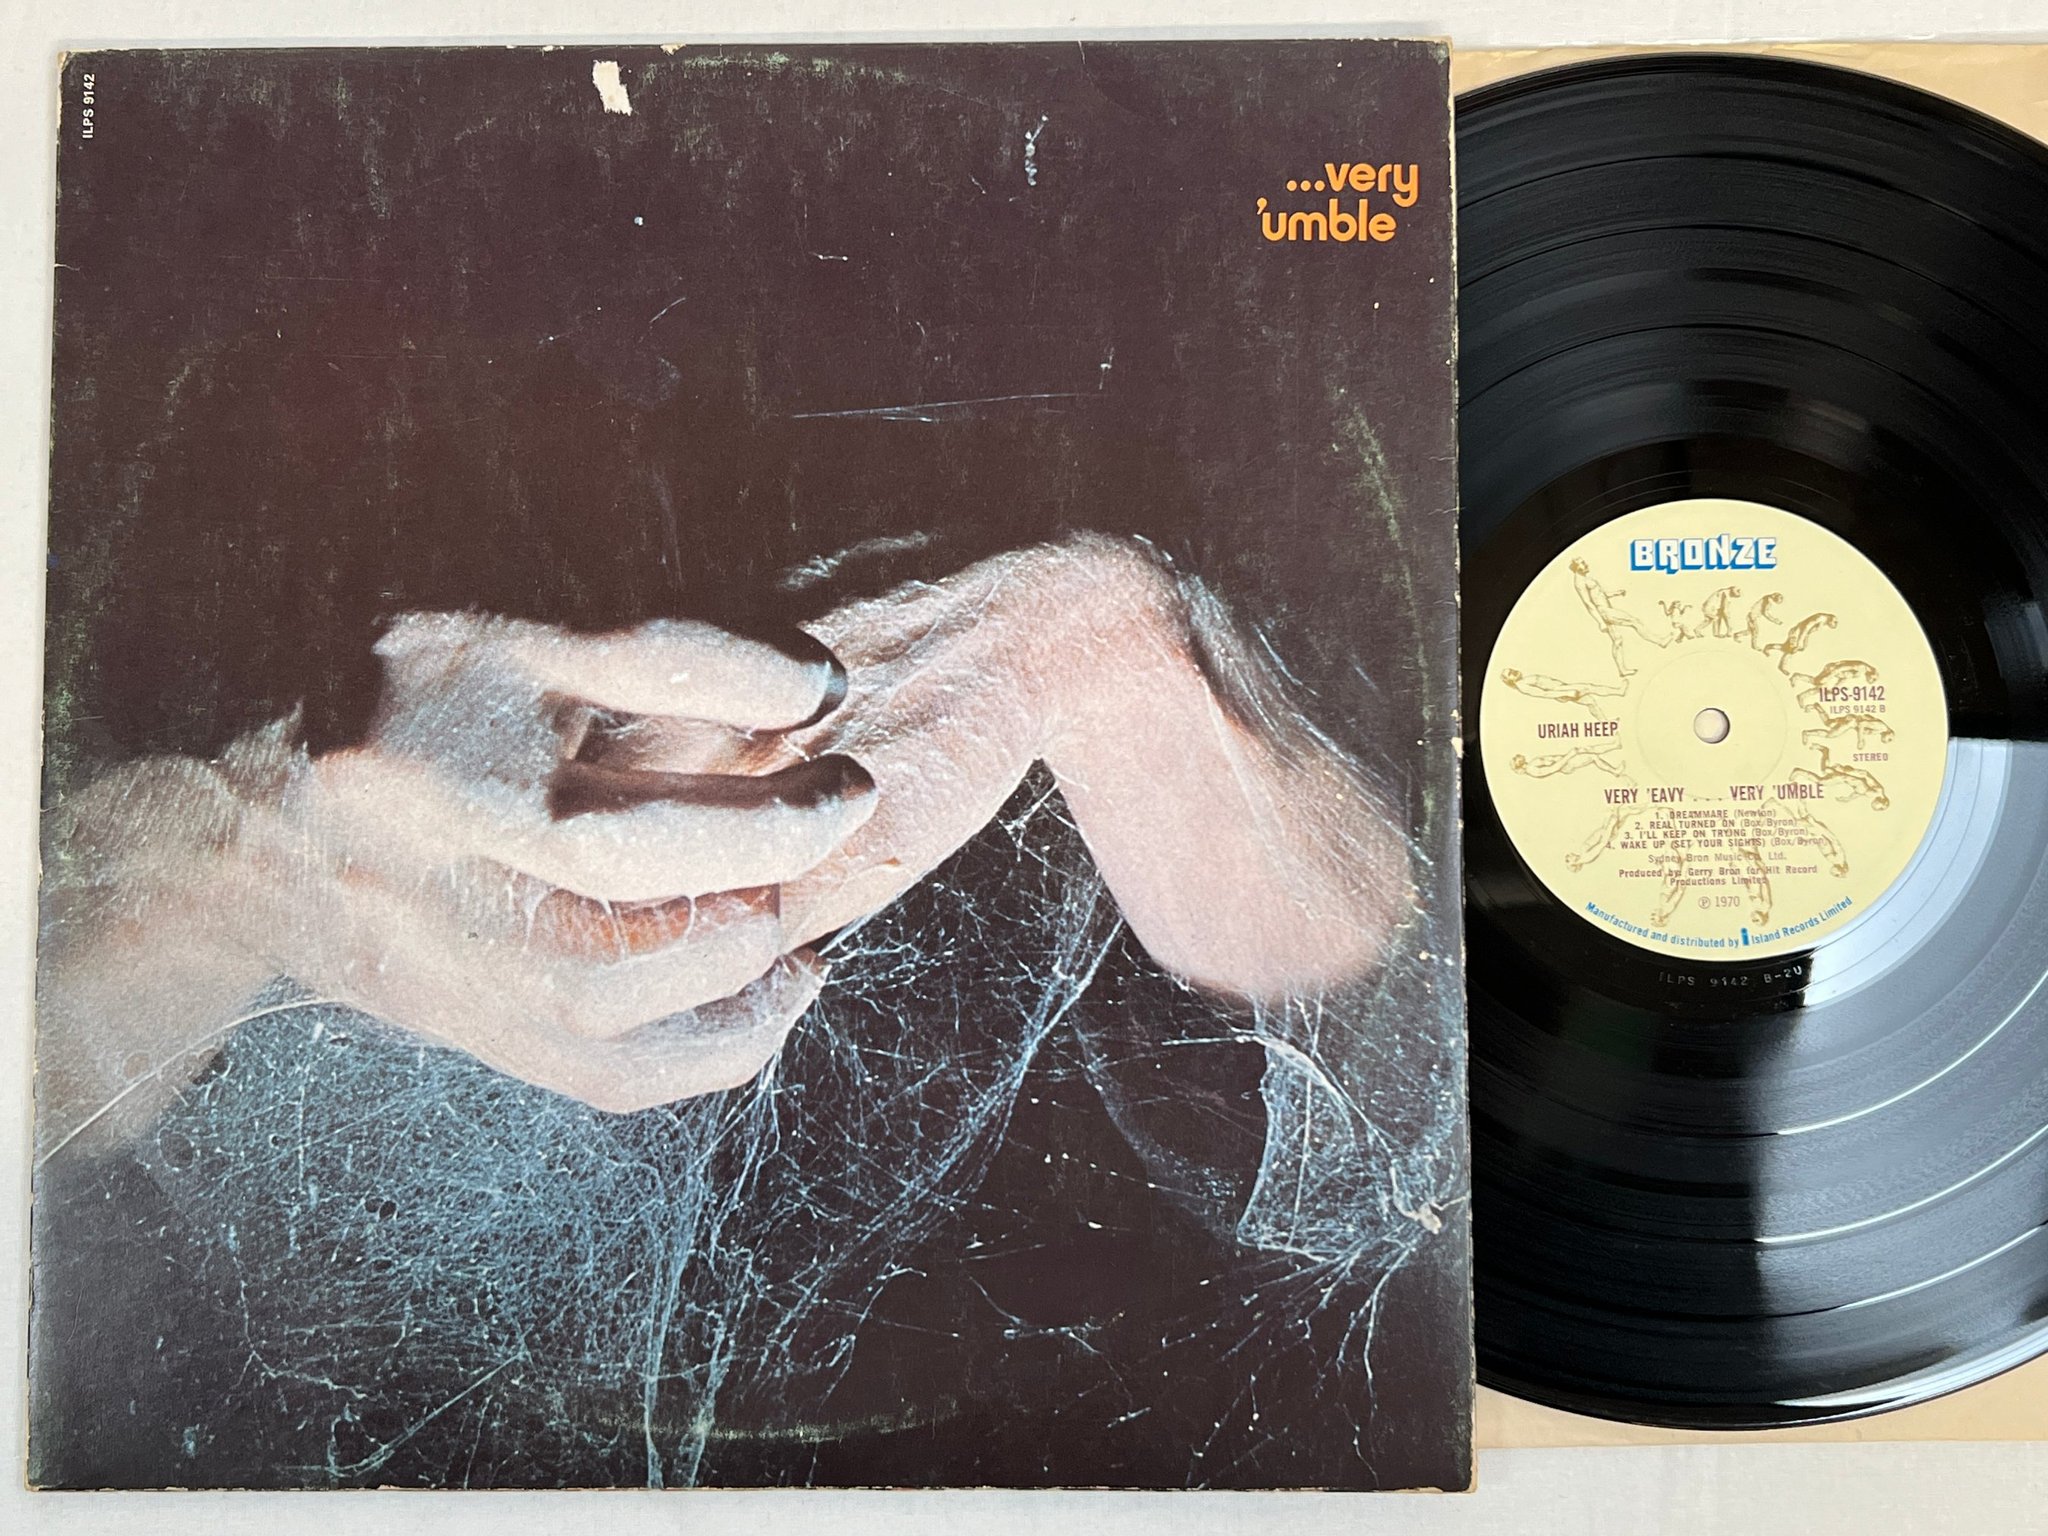 ILPS 9142
...very
'umble
BRONZE
ILPS-9142
ILPS 9142 B
URIAH HEEP
STEREO
VERY 'EAVY . . . VERY 'UMBLE
1. DREAMMARE (Newton)
2. REAL TURNED ON (Box/Byron)
3. I'LL KEEP ON TRYING (Box/Byron)
4. WAKE UP (SET YOUR SIGHTS) (Box/Byron)
Sydney Bron Music Co. Ltd.
Produced by: Gerry Bron for Hit Record
Productions Limited
℗ 1970
Manufactured and distributed by i Island Records Limited
ILPS 9142 B-2U